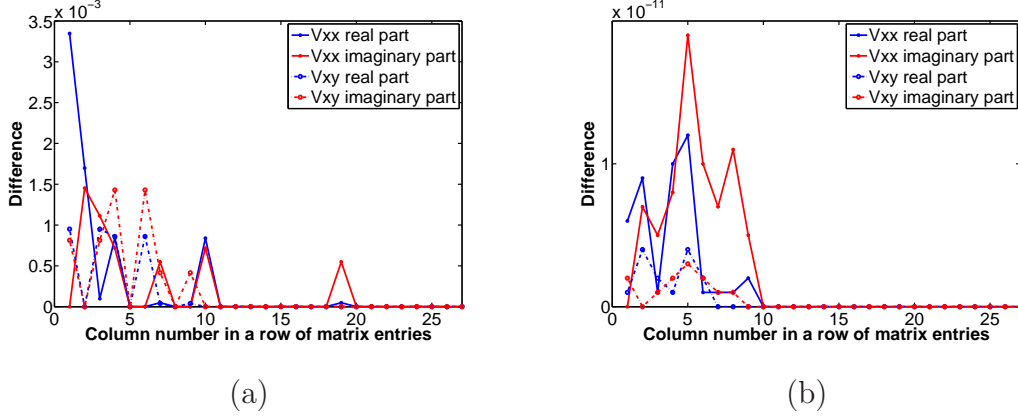 x 10⁻³
3.5
3
2.5
2
1.5
1
0.5
0
Difference
0 5 10 15 20 25
Column number in a row of matrix entries
Vxx real part
Vxx imaginary part
Vxy real part
Vxy imaginary part
(a)
x 10⁻¹¹
1
0
Difference
0 5 10 15 20 25
Column number in a row of matrix entries
Vxx real part
Vxx imaginary part
Vxy real part
Vxy imaginary part
(b)